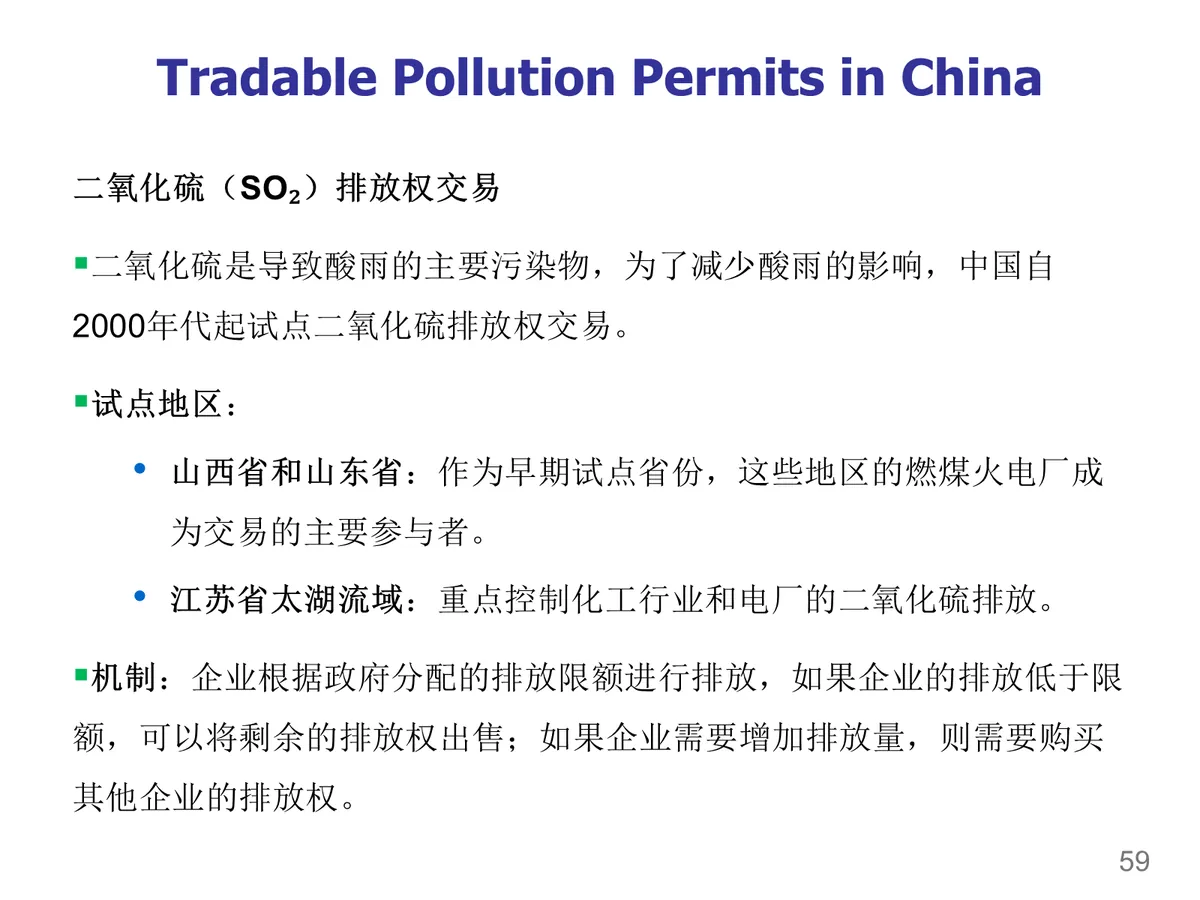 Tradable Pollution Permits in China
二氧化硫（SO₂）排放权交易
▪二氧化硫是导致酸雨的主要污染物，为了减少酸雨的影响，中国自
2000年代起试点二氧化硫排放权交易。
▪试点地区：
• 山西省和山东省：作为早期试点省份，这些地区的燃煤火电厂成
为交易的主要参与者。
• 江苏省太湖流域：重点控制化工行业和电厂的二氧化硫排放。
▪机制：企业根据政府分配的排放限额进行排放，如果企业的排放低于限
额，可以将剩余的排放权出售；如果企业需要增加排放量，则需要购买
其他企业的排放权。
59